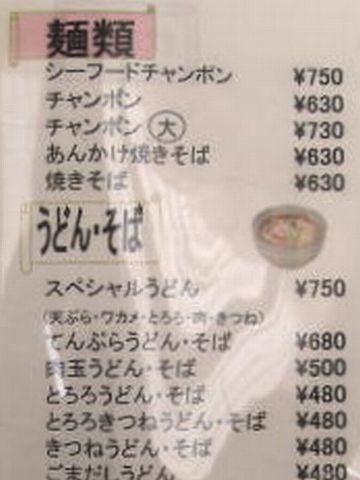 麺類
シーフードチャンポン ¥750
チャンポン ¥630
チャンポン 大 ¥730
あんかけ焼きそば ¥630
焼きそば ¥630
うどん・そば
スペシャルうどん ¥750
(天ぷら・ワカメ・とろろ・肉・きつね)
てんぷらうどん・そば ¥680
肉玉うどん・そば ¥500
とろろうどん・そば ¥480
とろろきつねうどん・そば ¥480
きつねうどん・そば ¥480
ごまだしうどん ¥480